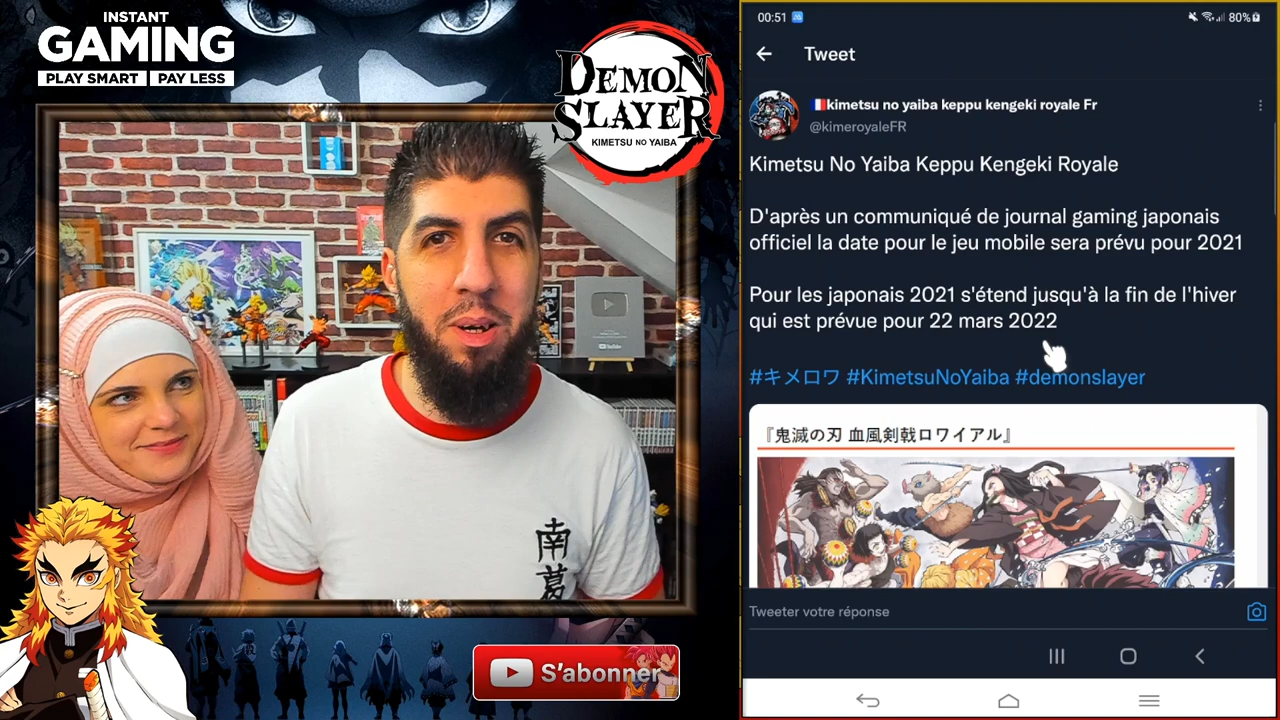 INSTANT
GAMING
PLAY SMART | PAY LESS
DEMON
SLAYER
KIMETSU NO YAIBA
YouTube
南
葛
S'abonner
00:51
80%
Tweet
🇫🇷kimetsu no yaiba keppu kengeki royale Fr
@kimeroyaleFR
Kimetsu No Yaiba Keppu Kengeki Royale
D'après un communiqué de journal gaming japonais
officiel la date pour le jeu mobile sera prévu pour 2021
Pour les japonais 2021 s'étend jusqu'à la fin de l'hiver
qui est prévue pour 22 mars 2022
#キメロワ #KimetsuNoYaiba #demonslayer
『鬼滅の刃 血風剣戟ロワイアル』
Tweeter votre réponse